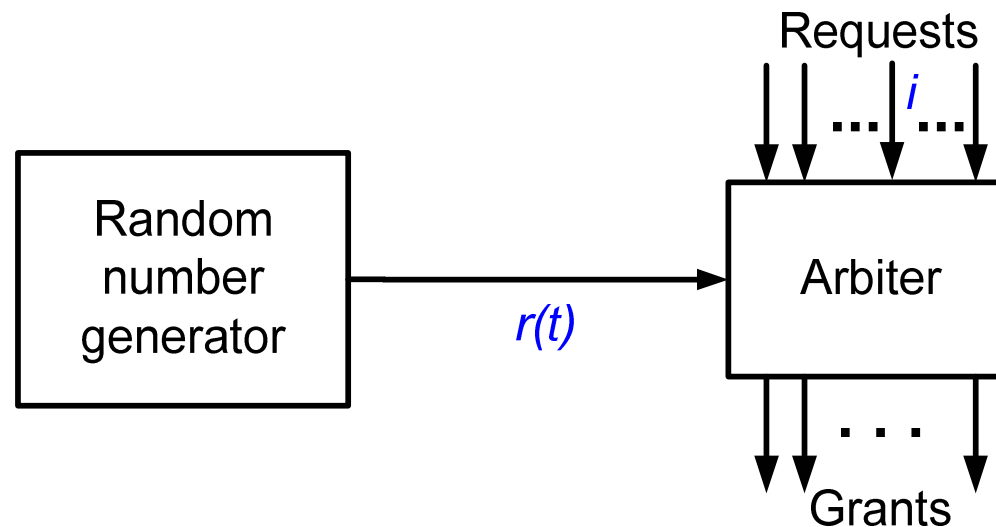 Requests
i
Random
number
generator
Arbiter
r(t)
Grants